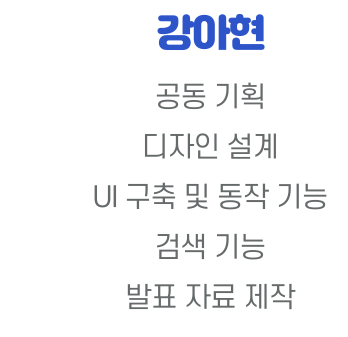 강아현
공동 기획
디자인 설계
UI 구축 및 동작 기능
검색 기능
발표 자료 제작